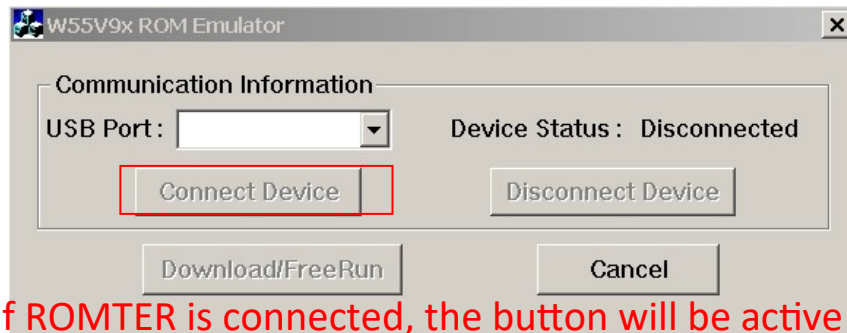 W55V9x ROM Emulator
Communication Information
USB Port :
Device Status : Disconnected
Connect Device
Disconnect Device
Download/FreeRun
Cancel
f ROMTER is connected, the button will be active